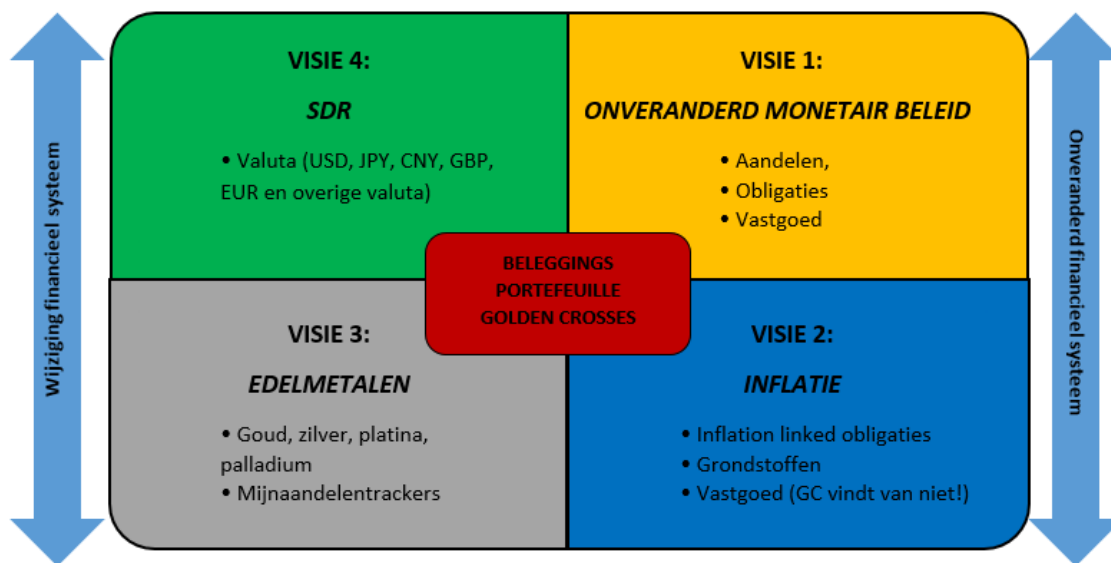 Wijziging financieel systeem
VISIE 4:
SDR
• Valuta (USD, JPY, CNY, GBP,
EUR en overige valuta)
VISIE 1:
ONVERANDERD MONETAIR BELEID
• Aandelen,
• Obligaties
• Vastgoed
BELEGGINGS
PORTEFEUILLE
GOLDEN CROSSES
VISIE 3:
EDELMETALEN
• Goud, zilver, platina,
palladium
• Mijnaandelentrackers
VISIE 2:
INFLATIE
• Inflation linked obligaties
• Grondstoffen
• Vastgoed (GC vindt van niet!)
Onveranderd financieel systeem